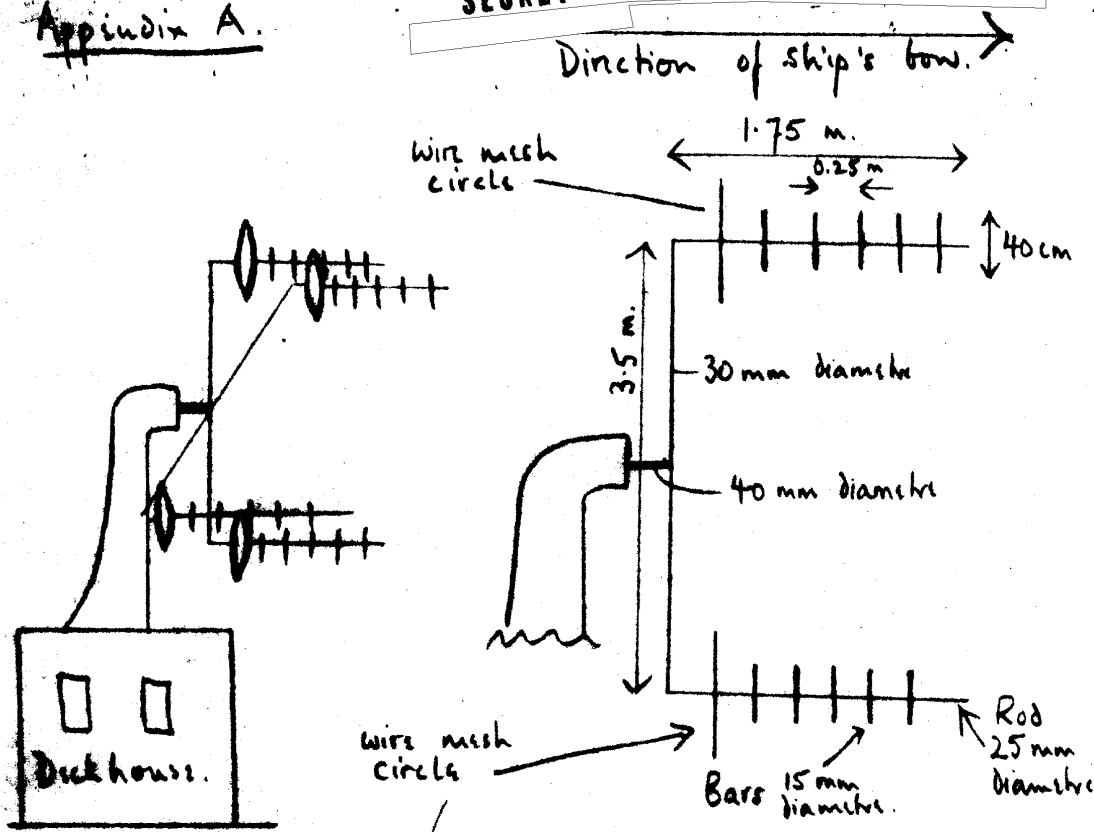 Appendix A.
Direction of ship's bow.
1.75 m.
wire mesh
circle
0.25 m
40 cm
3.5 m.
30 mm diametre
40 mm diametre
wire mesh
circle
Rod
25 mm
diametre
Bars 15 mm
diametre.
Deckhouse.